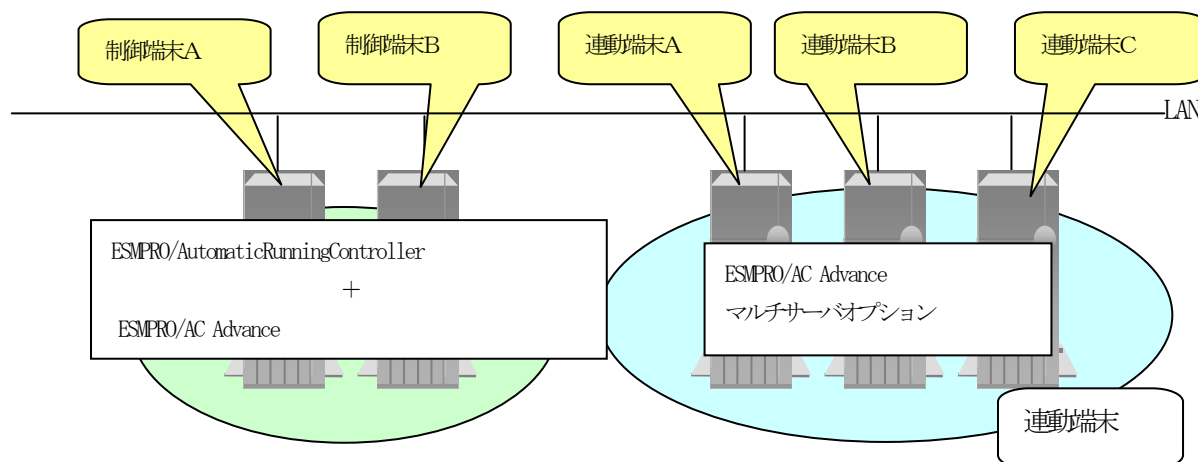 制御端末A
制御端末B
連動端末A
連動端末B
連動端末C
LAN
ESMPRO/AutomaticRunningController
+
ESMPRO/AC Advance
ESMPRO/AC Advance
マルチサーバオプション
連動端末